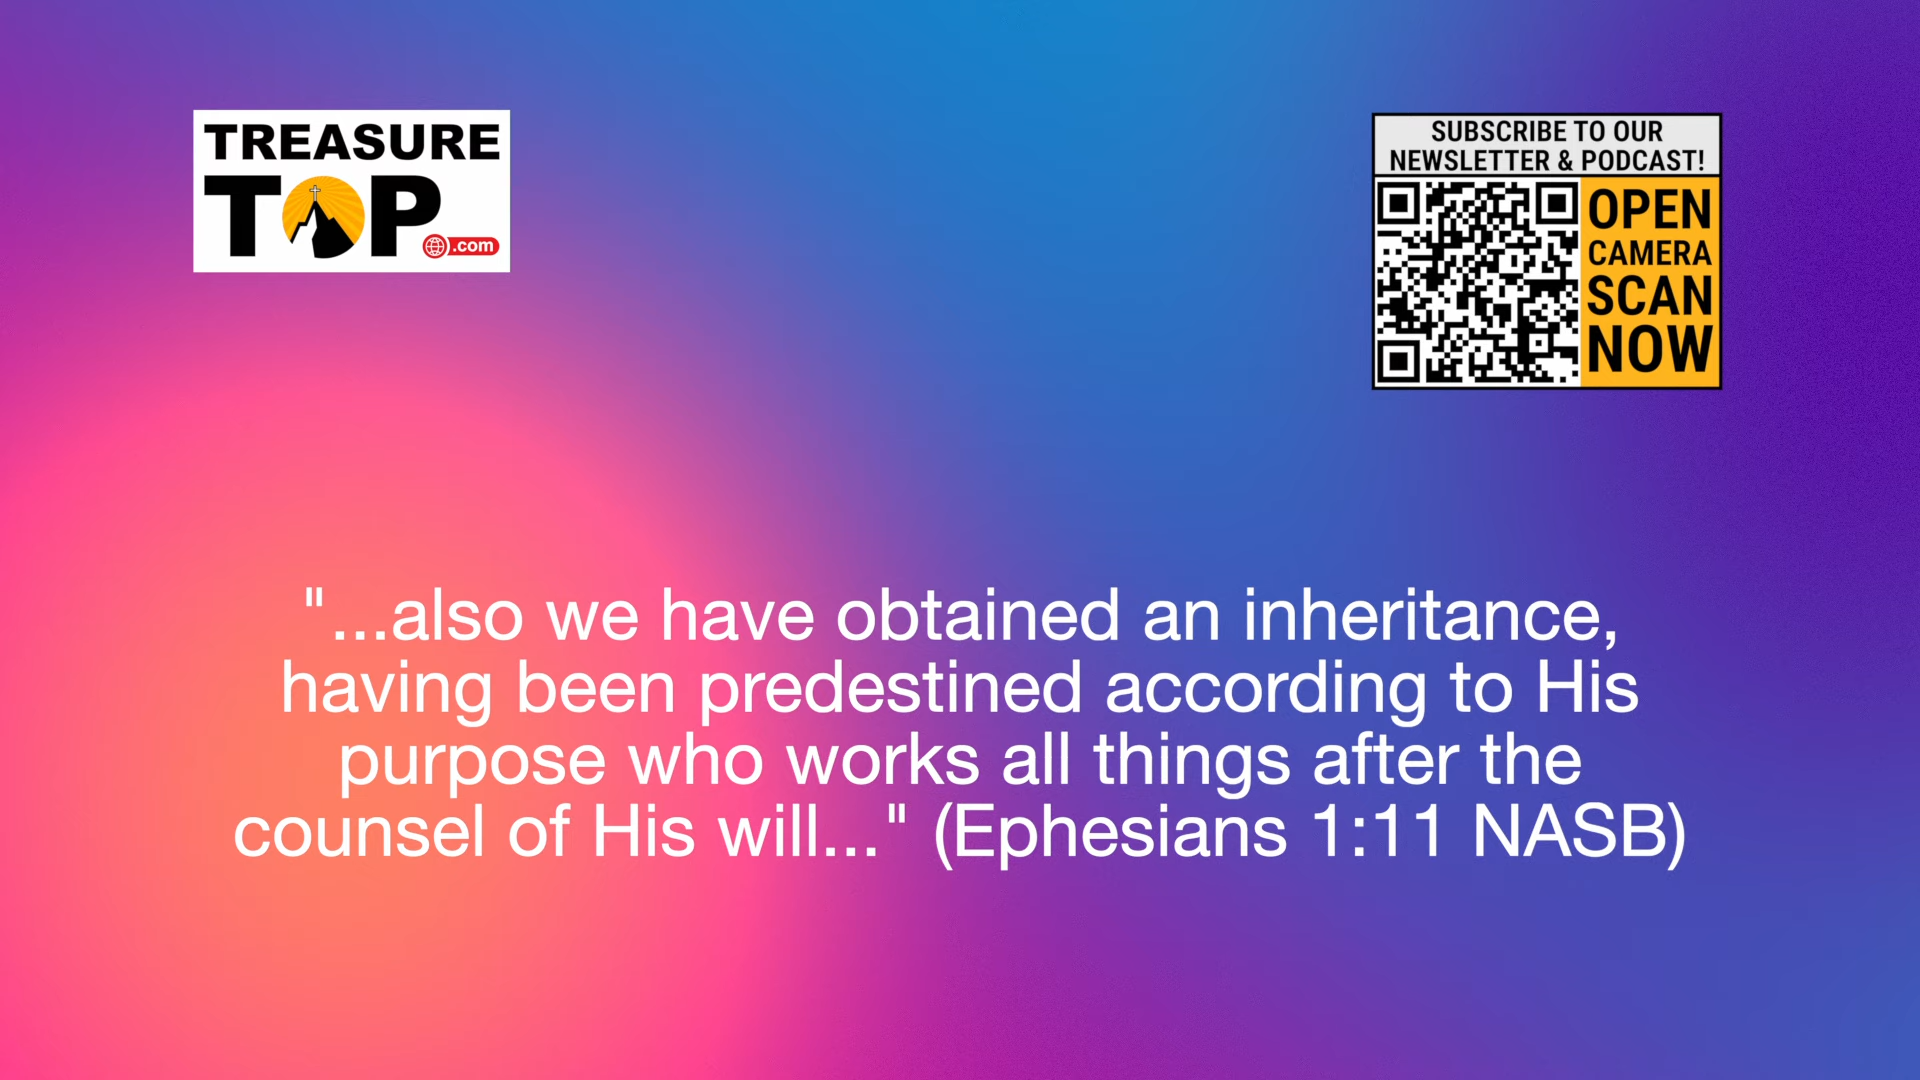 TREASURE
TOP
.com
SUBSCRIBE TO OUR
NEWSLETTER & PODCAST!
OPEN
CAMERA
SCAN
NOW
"...also we have obtained an inheritance,
having been predestined according to His
purpose who works all things after the
counsel of His will..." (Ephesians 1:11 NASB)